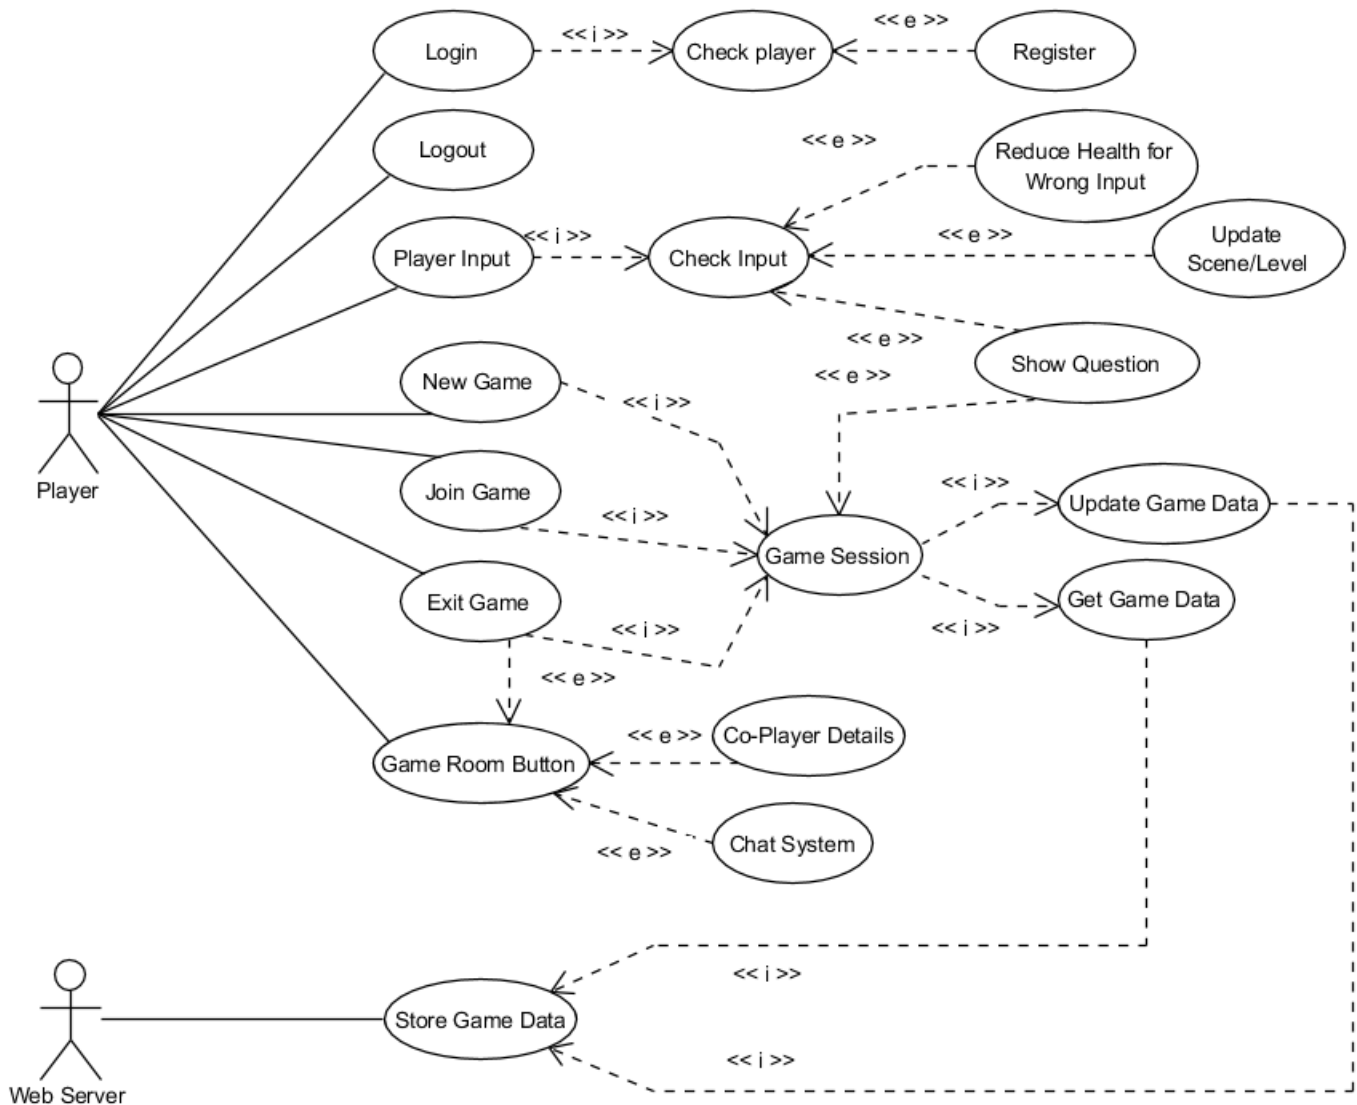 Login
<< i >>
Check player
<< e >>
Register
Logout
<< e >>
Reduce Health for
Wrong Input
Player Input
<< i >>
Check Input
<< e >>
Update
Scene/Level
<< e >>
Show Question
<< e >>
New Game
<< i >>
Player
Join Game
<< i >>
Game Session
<< i >>
Update Game Data
Get Game Data
<< i >>
Exit Game
<< i >>
<< e >>
Game Room Button
<< e >>
Co-Player Details
Chat System
<< e >>
<< i >>
Store Game Data
<< i >>
Web Server